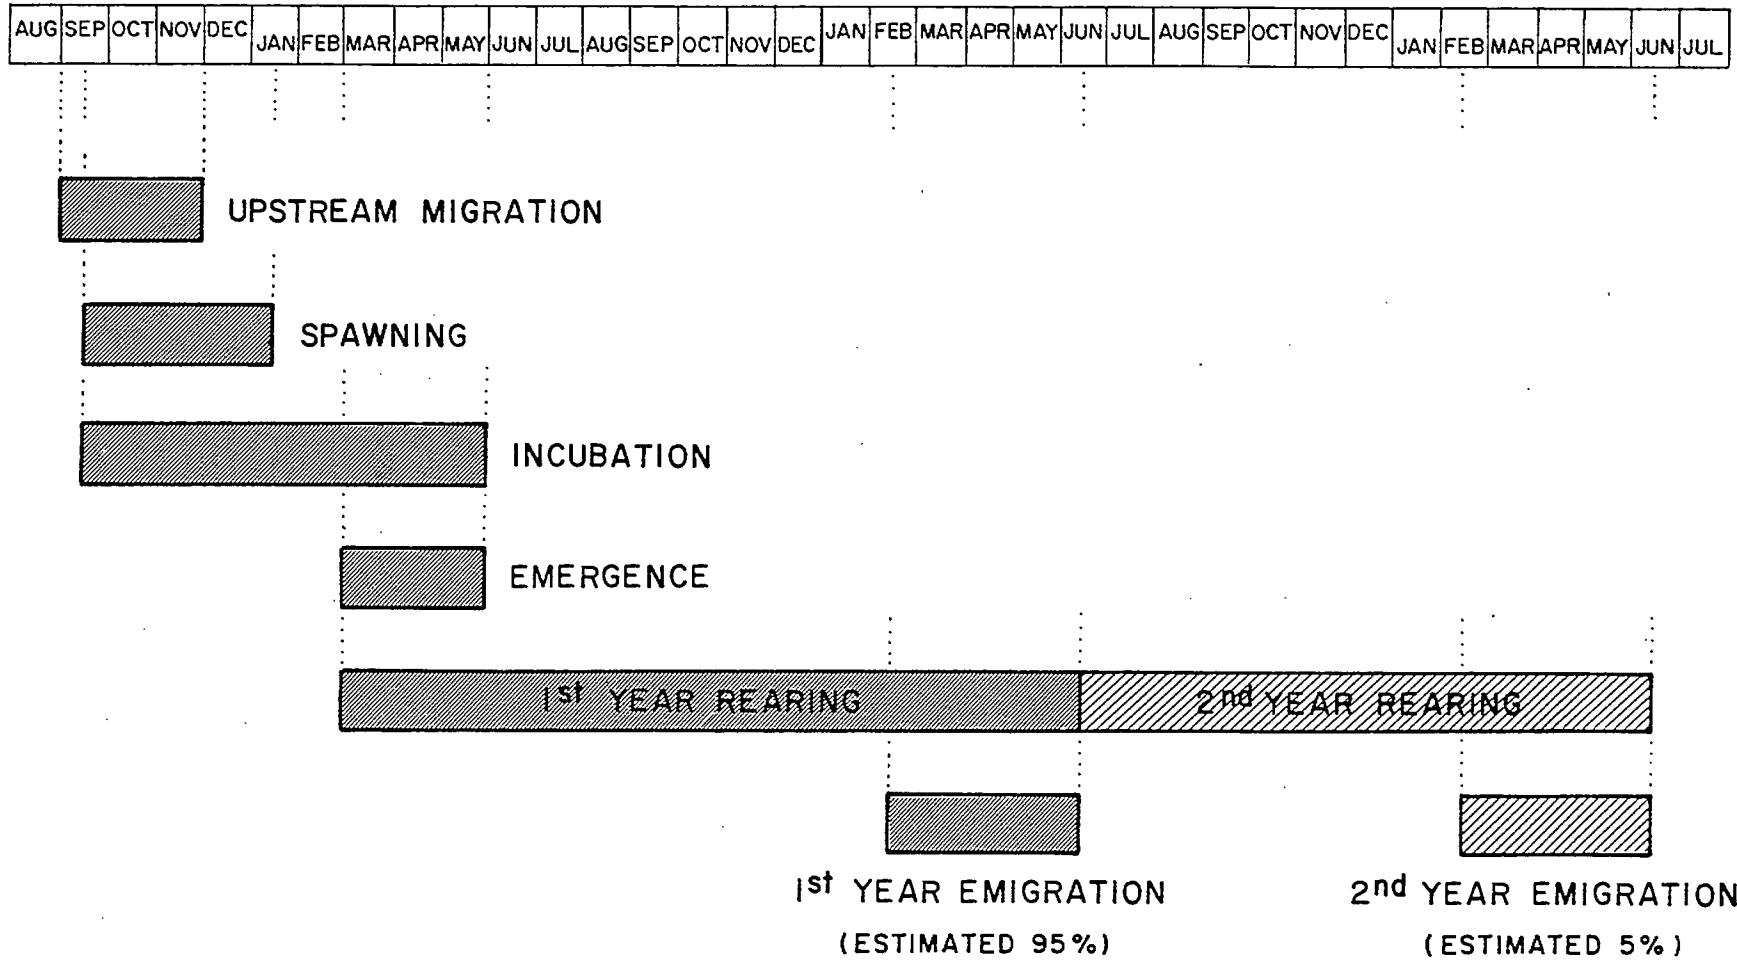 AUG SEP OCT NOV DEC JAN FEB MAR APR MAY JUN JUL AUG SEP OCT NOV DEC JAN FEB MAR APR MAY JUN JUL AUG SEP OCT NOV DEC JAN FEB MAR APR MAY JUN JUL
UPSTREAM MIGRATION
SPAWNING
INCUBATION
EMERGENCE
1st YEAR REARING 2nd YEAR REARING
1st YEAR EMIGRATION 2nd YEAR EMIGRATION
(ESTIMATED 95%) (ESTIMATED 5%)